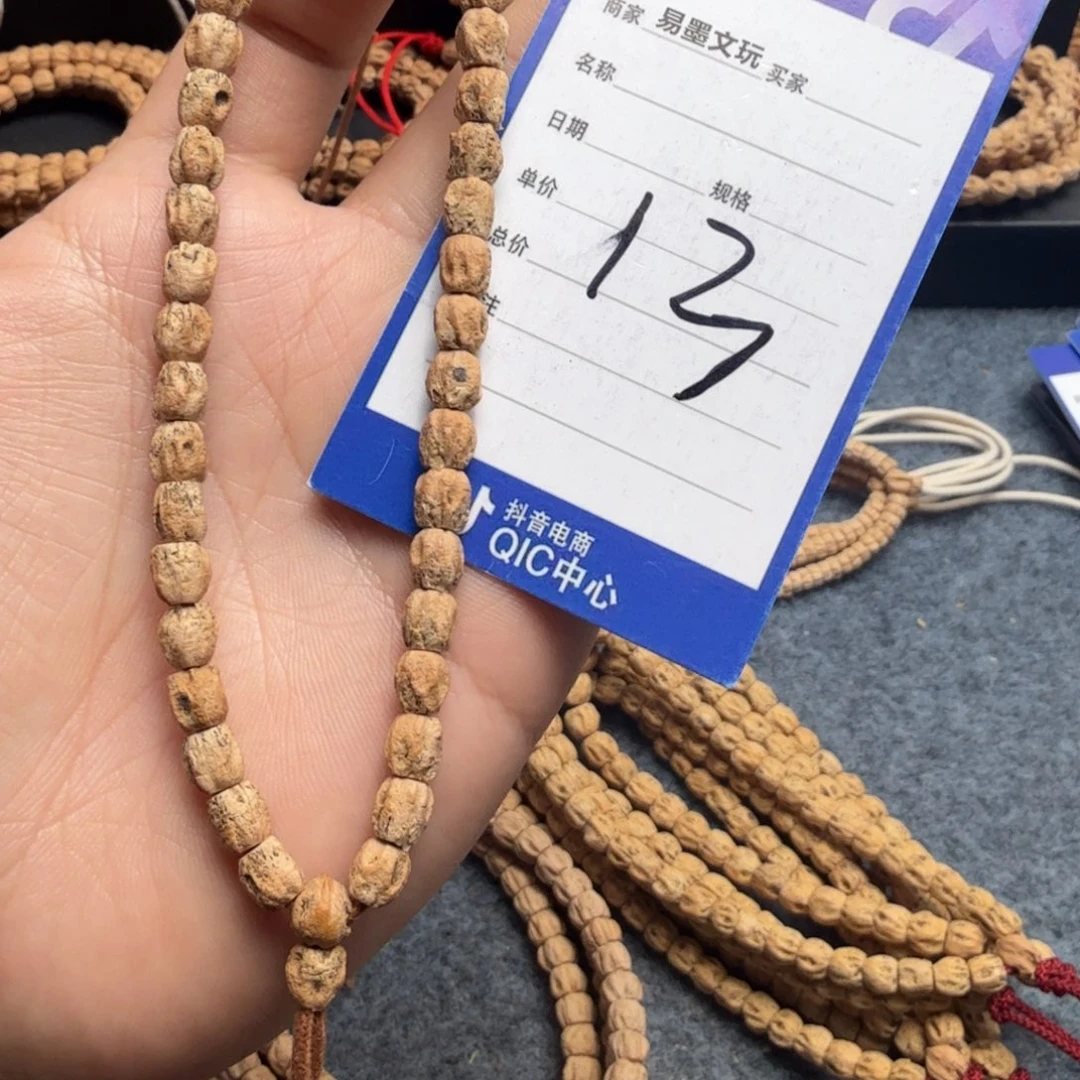 商家 易墨文玩 买家
名称
日期
单价 规格
总价
注
13
抖音电商
QIC中心